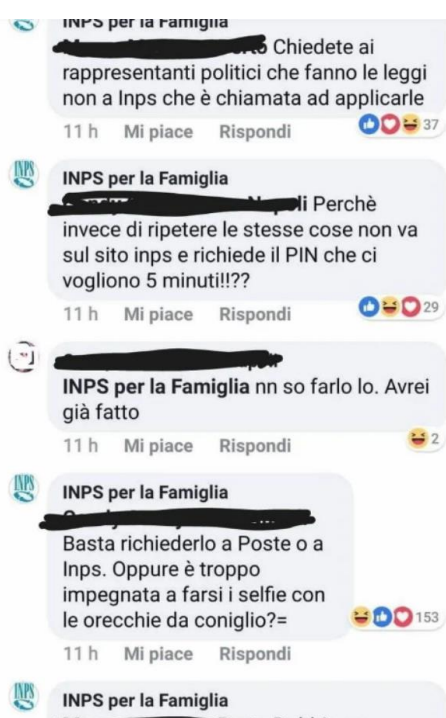 INPS per la Famiglia
Chiedete ai
rappresentanti politici che fanno le leggi
non a Inps che è chiamata ad applicarle
11 h Mi piace Rispondi
37
INPS
INPS per la Famiglia
Perchè
invece di ripetere le stesse cose non va
sul sito inps e richiede il PIN che ci
vogliono 5 minuti!!??
11 h Mi piace Rispondi
29
INPS per la Famiglia nn so farlo lo. Avrei
già fatto
11 h Mi piace Rispondi
2
INPS
INPS per la Famiglia
Basta richiederlo a Poste o a
Inps. Oppure è troppo
impegnata a farsi i selfie con
le orecchie da coniglio?=
153
11 h Mi piace Rispondi
INPS
INPS per la Famiglia